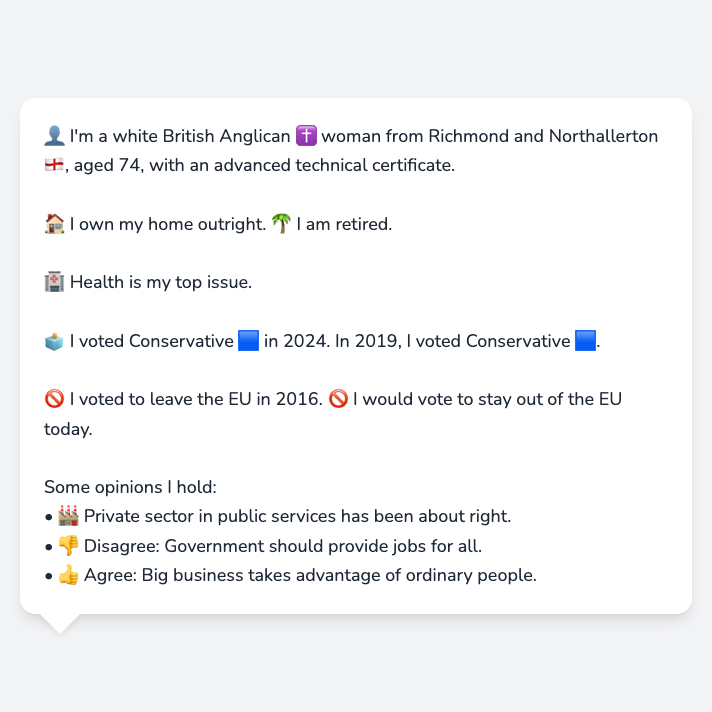 👤 I'm a white British Anglican ✝️ woman from Richmond and Northallerton
🏴󠁧󠁢󠁥󠁮󠁧󠁿, aged 74, with an advanced technical certificate.
🏠 I own my home outright. 🌴 I am retired.
🏥 Health is my top issue.
🗳️ I voted Conservative 🟦 in 2024. In 2019, I voted Conservative 🟦.
🚫 I voted to leave the EU in 2016. 🚫 I would vote to stay out of the EU
today.
Some opinions I hold:
• 🏭 Private sector in public services has been about right.
• 👎 Disagree: Government should provide jobs for all.
• 👍 Agree: Big business takes advantage of ordinary people.